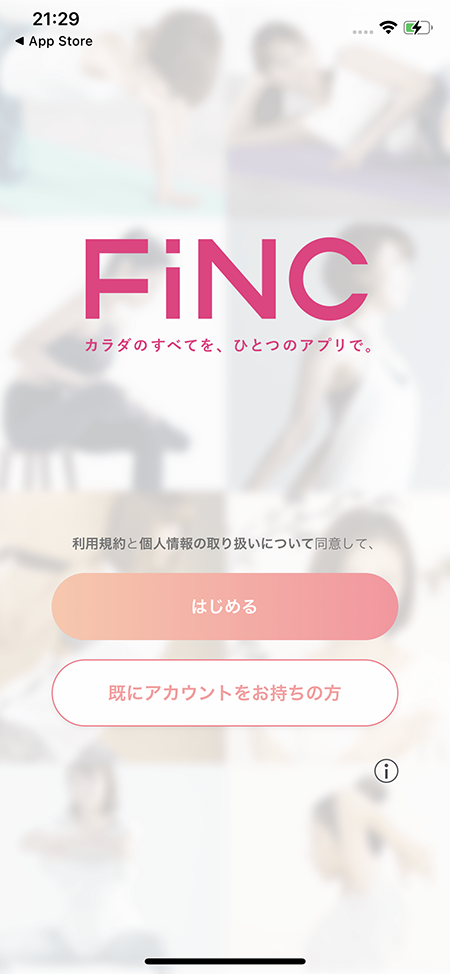 21:29
◀ App Store
FiNC
カラダのすべてを、ひとつのアプリで。
利用規約と個人情報の取り扱いについて同意して、
はじめる
既にアカウントをお持ちの方